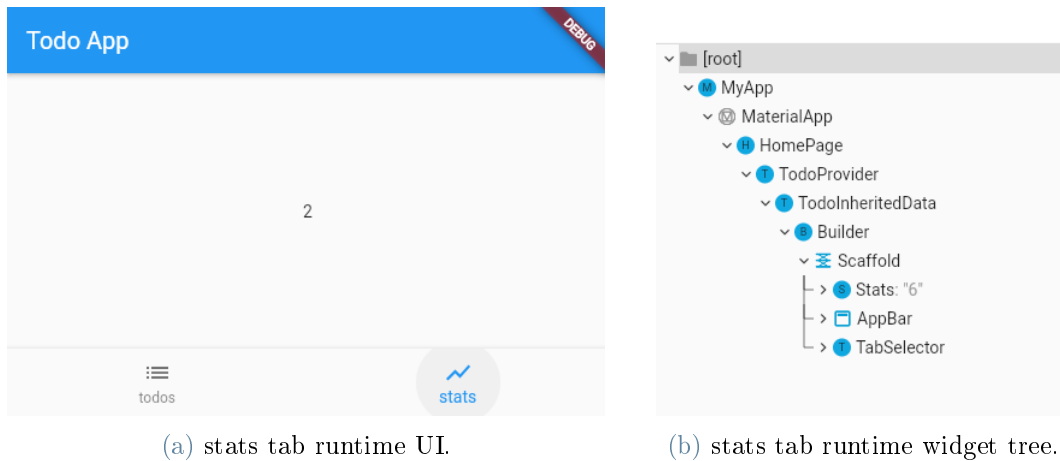 Todo App
DEBUG
2
todos
stats
(a) stats tab runtime UI.
[root]
M MyApp
MaterialApp
H HomePage
T TodoProvider
T TodoInheritedData
B Builder
Scaffold
S Stats: "6"
AppBar
T TabSelector
(b) stats tab runtime widget tree.